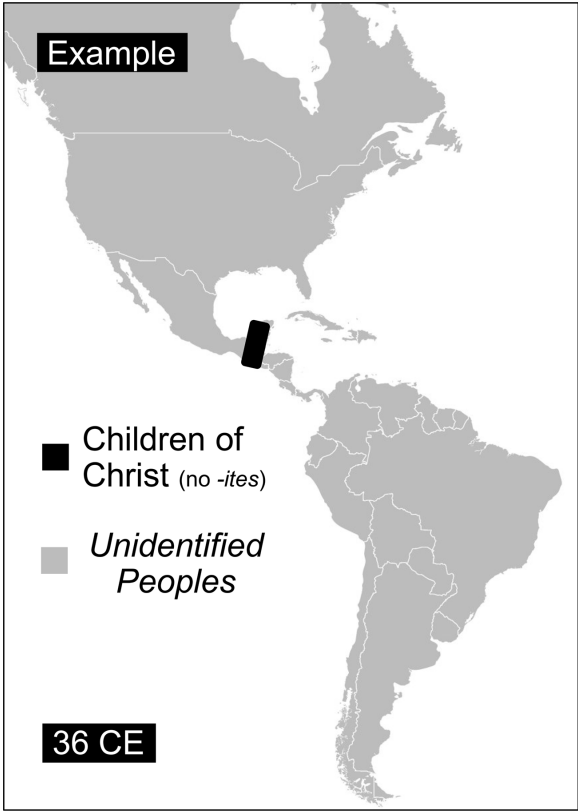 Example
Children of
Christ (no -ites)
Unidentified
Peoples
36 CE